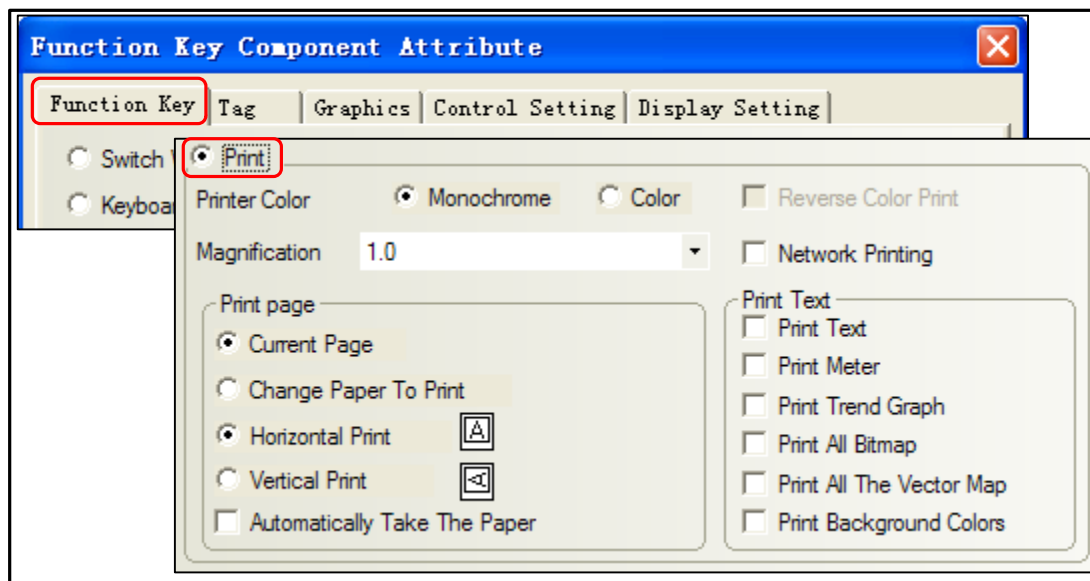 Function Key Component Attribute
Function Key Tag Graphics Control Setting Display Setting
Switch
Print
Keyboar
Printer Color Monochrome Color Reverse Color Print
Magnification 1.0 Network Printing
Print page
Current Page
Change Paper To Print
Horizontal Print A
Vertical Print A
Automatically Take The Paper
Print Text
Print Text
Print Meter
Print Trend Graph
Print All Bitmap
Print All The Vector Map
Print Background Colors